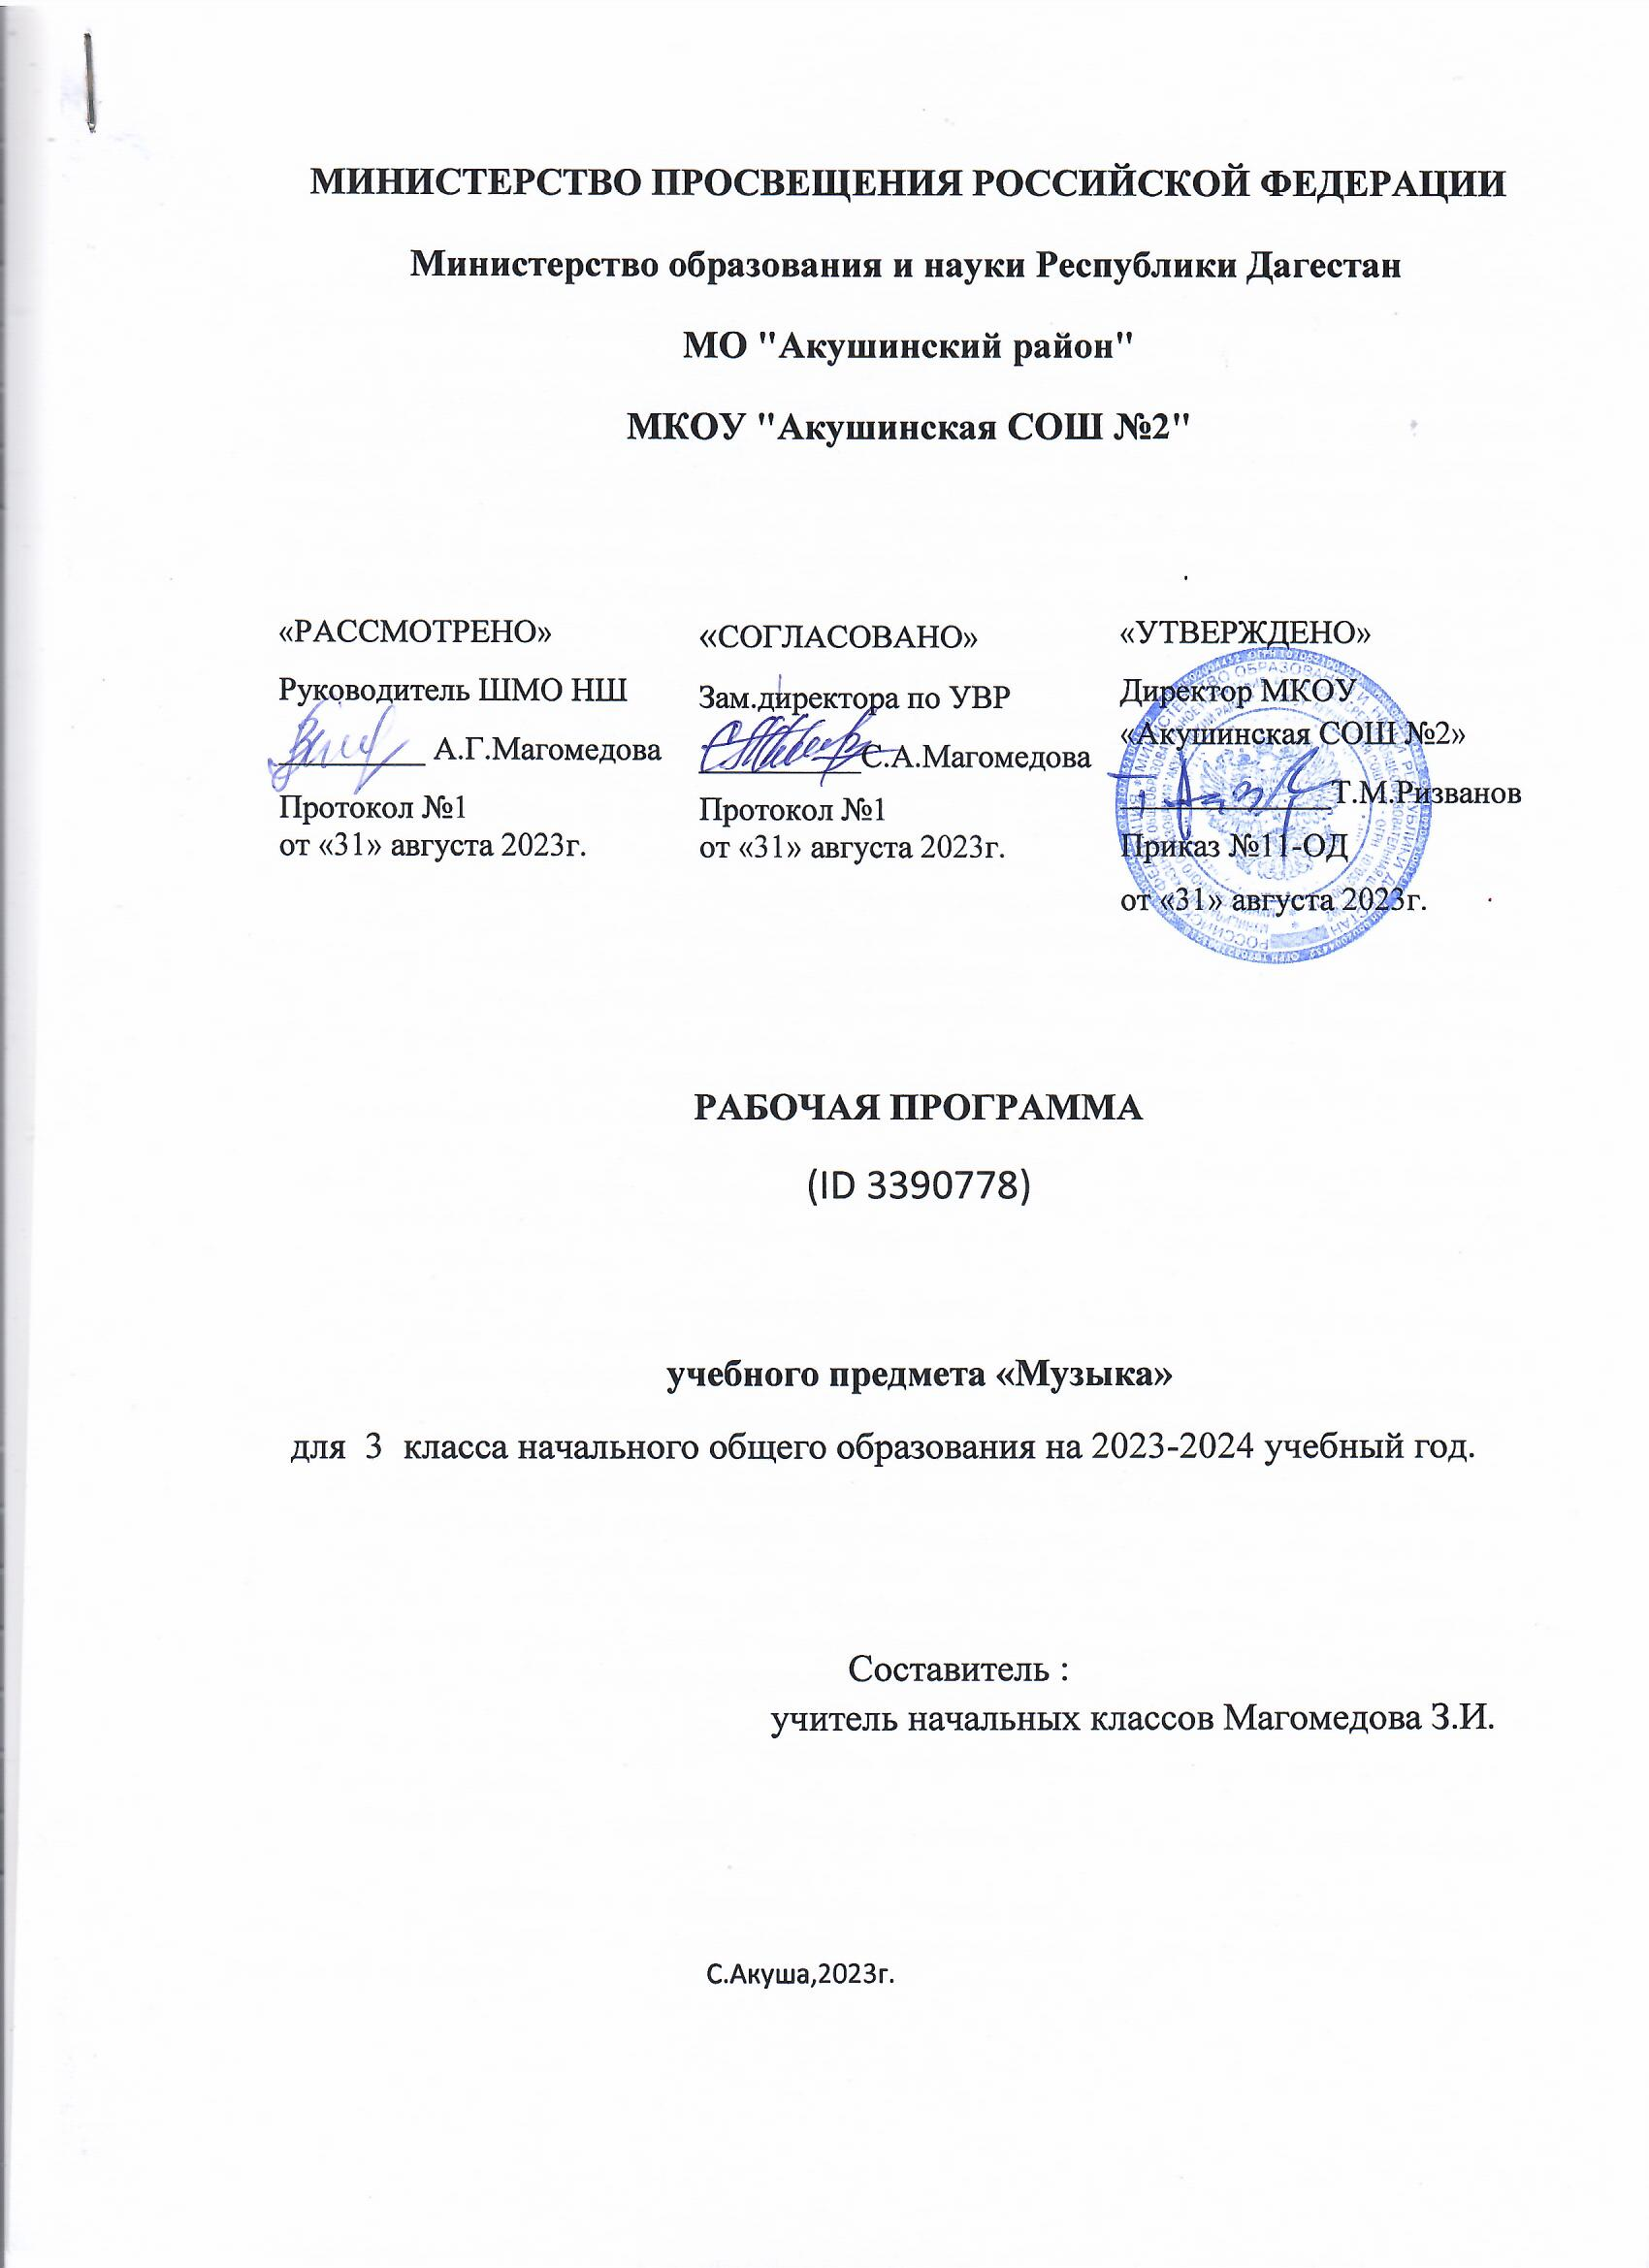 МИНИСТЕРСТВО ПРОСВЕЩЕНИЯ РОССИЙСКОЙ ФЕДЕРАЦИИ
Министерство образования и науки Республики Дагестан
МО "Акушинский район"
МКОУ "Акушинская СОШ №2"
«РАССМОТРЕНО»
Руководитель ШМО НШ
_________ А.Г.Магомедова
Протокол №1
от «31» августа 2023г.
«СОГЛАСОВАНО»
Зам.директора по УВР
__________С.А.Магомедова
Протокол №1
от «31» августа 2023г.
«УТВЕРЖДЕНО»
Директор МКОУ
«Акушинская СОШ №2»
_____________Т.М.Ризванов
Приказ №11-ОД
от «31» августа 2023г.
РАБОЧАЯ ПРОГРАММА
(ID 3390778)
учебного предмета «Музыка»
для  3  класса начального общего образования на 2023-2024 учебный год.
Составитель :
учитель начальных классов Магомедова З.И.
С.Акуша,2023г.